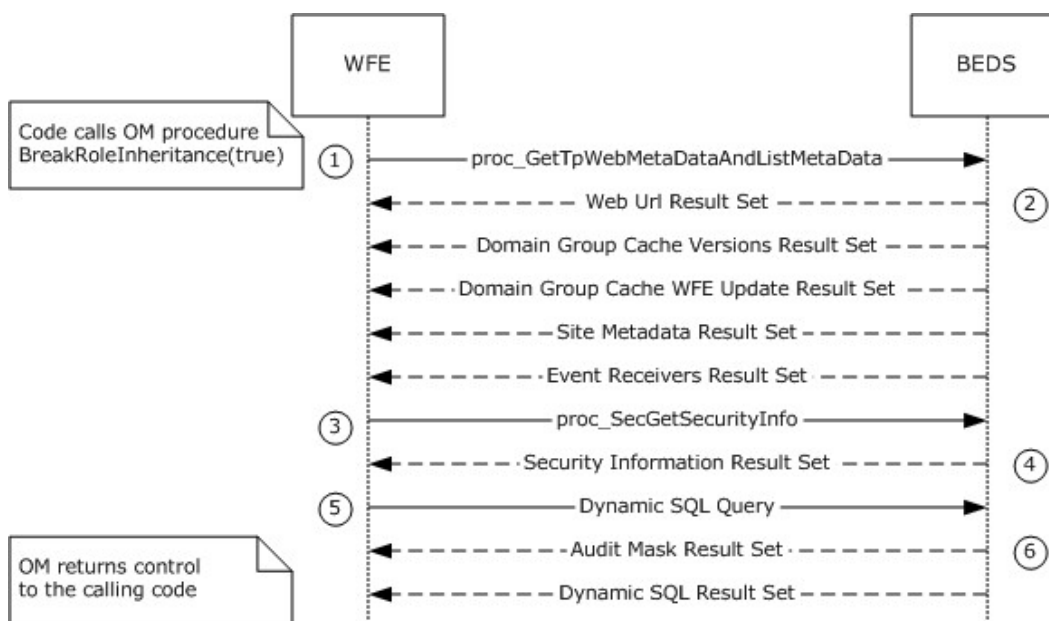 WFE
BEDS
Code calls OM procedure
BreakRoleInheritance(true)
1
proc_GetTpWebMetaDataAndListMetaData
Web Url Result Set
2
Domain Group Cache Versions Result Set
Domain Group Cache WFE Update Result Set
Site Metadata Result Set
Event Receivers Result Set
3
proc_SecGetSecurityInfo
Security Information Result Set
4
5
Dynamic SQL Query
Audit Mask Result Set
6
OM returns control
to the calling code
Dynamic SQL Result Set